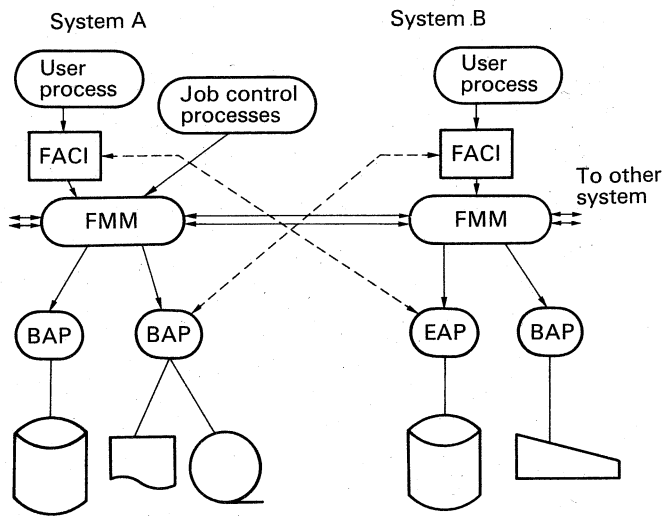 System A
System B
User
process
Job control
processes
User
process
FACI
FACI
To other
system
FMM
FMM
BAP
BAP
EAP
BAP